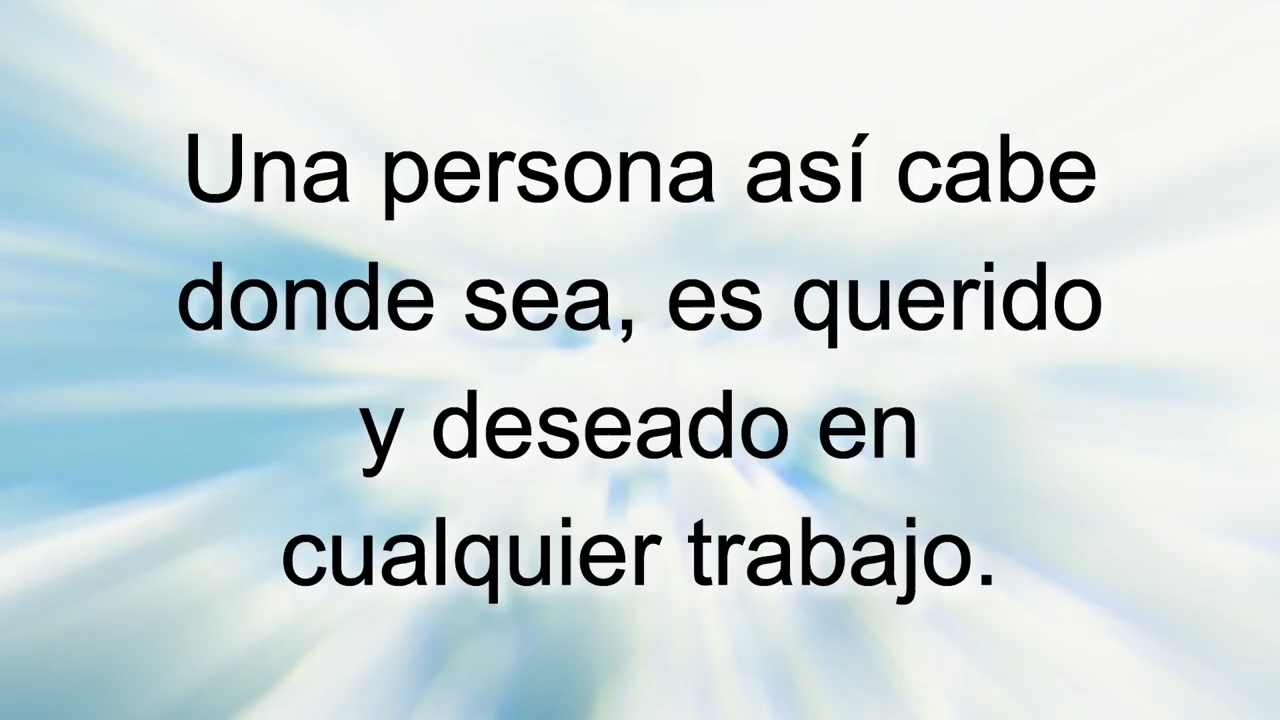 Una persona así cabe
donde sea, es querido
y deseado en
cualquier trabajo.